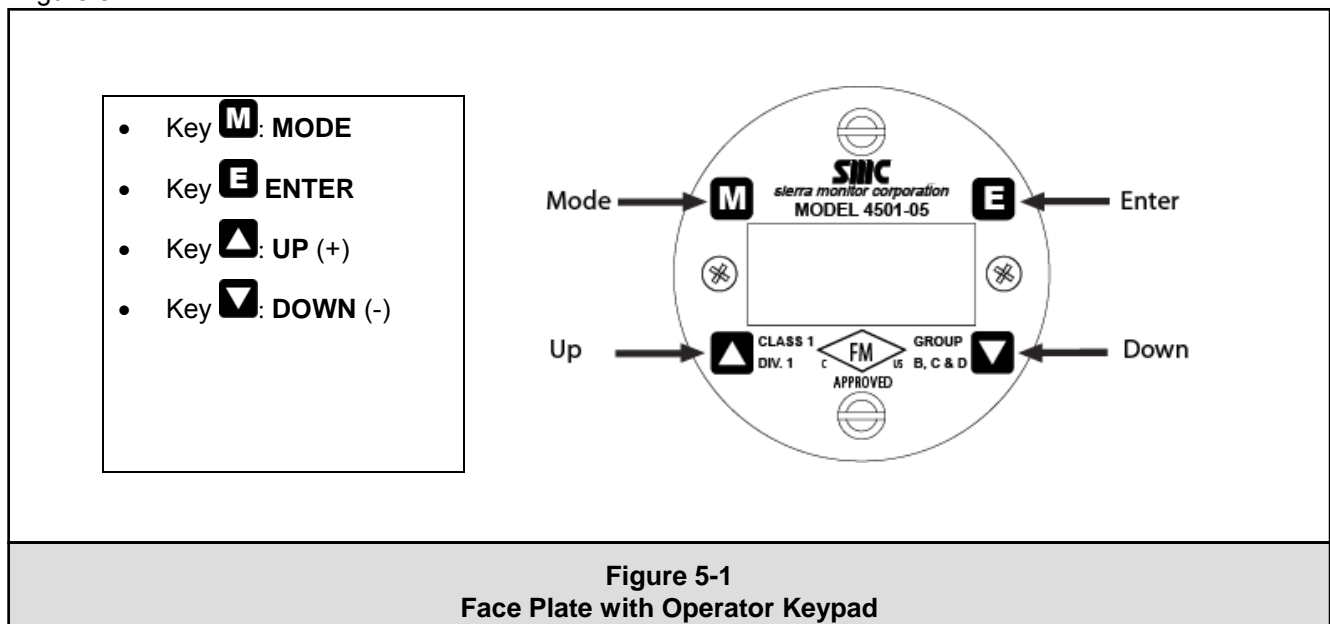 • Key M: MODE
• Key E ENTER
• Key ▲: UP (+)
• Key ▼: DOWN (-)
Mode
M
SMC
sierra monitor corporation
MODEL 4501-05
E
Enter
Up
CLASS 1
DIV. 1
C FM US
APPROVED
GROUP
B, C & D
Down
Figure 5-1
Face Plate with Operator Keypad